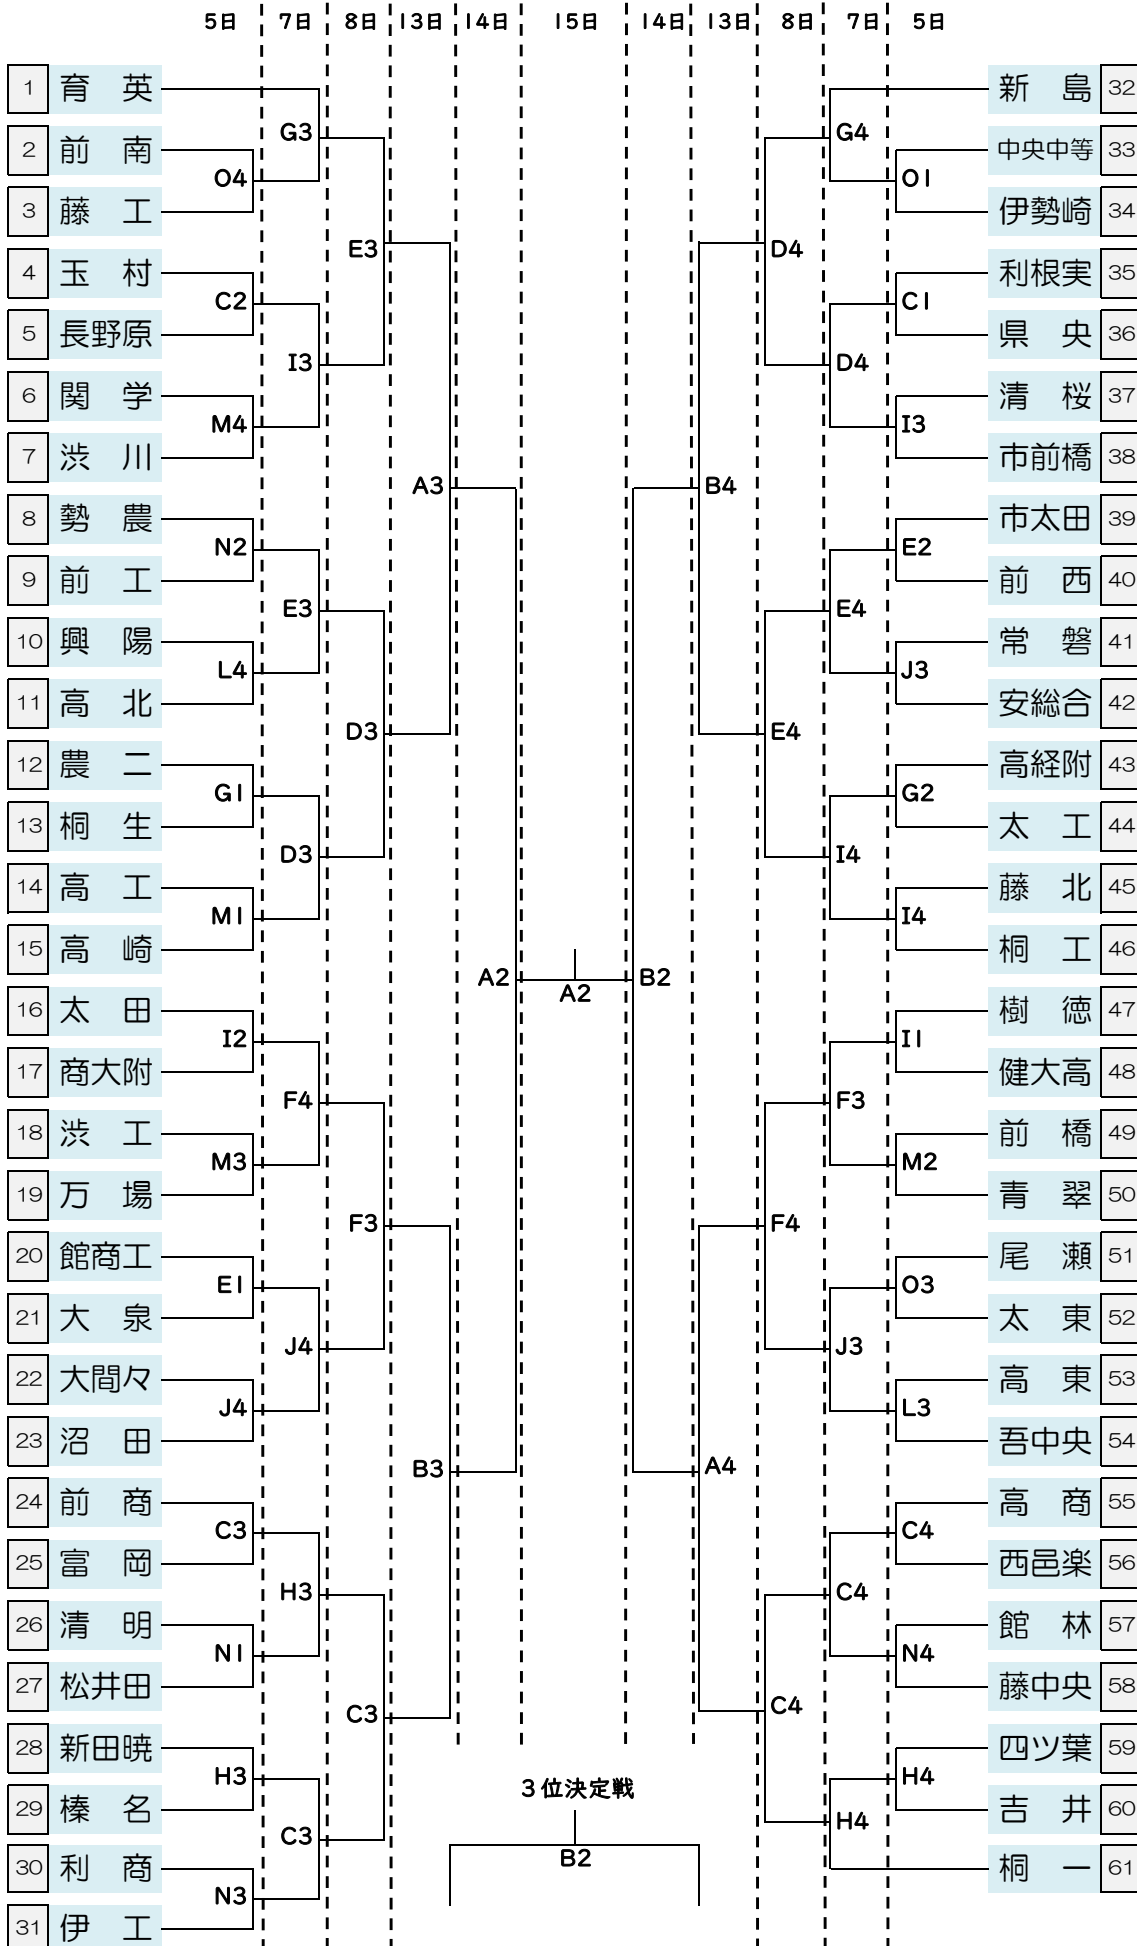 5日 7日 8日 13日 14日 15日 14日 13日 8日 7日 5日
1 育 英 新 島 32
G3 G4
2 前 南 中央中等 33
O4 O1
3 藤 工 伊勢崎 34
E3 D4
4 玉 村 利根実 35
C2 C1
5 長野原 県 央 36
I3 D4
6 関 学 清 桜 37
M4 I3
7 渋 川 市前橋 38
A3 B4
8 勢 農 市太田 39
N2 E2
9 前 工 前 西 40
E3 E4
10 興 陽 常 磐 41
L4 J3
11 高 北 安総合 42
D3 E4
12 農 二 高経附 43
G1 G2
13 桐 生 太 工 44
D3 I4
14 高 工 藤 北 45
M1 I4
15 高 崎 桐 工 46
A2 A2 B2
16 太 田 樹 徳 47
I2 I1
17 商大附 健大高 48
F4 F3
18 渋 工 前 橋 49
M3 M2
19 万 場 青 翠 50
F3 F4
20 館商工 尾 瀬 51
E1 O3
21 大 泉 太 東 52
J4 J3
22 大間々 高 東 53
J4 L3
23 沼 田 吾中央 54
B3 A4
24 前 商 高 商 55
C3 C4
25 富 岡 西邑楽 56
H3 C4
26 清 明 館 林 57
N1 N4
27 松井田 藤中央 58
C3 C4
28 新田暁 四ツ葉 59
H3 3位決定戦 H4
29 榛 名 吉 井 60
C3 B2 H4
30 利 商 桐 一 61
N3
31 伊 工